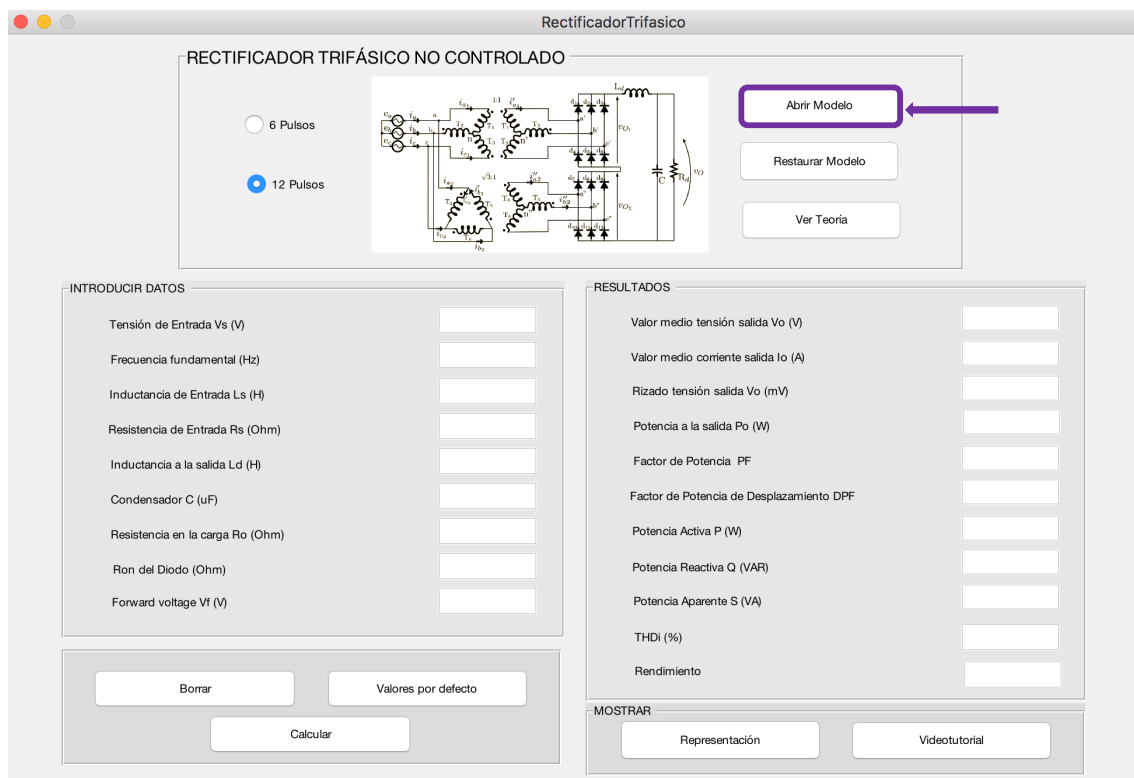 RectificadorTrifasico
RECTIFICADOR TRIFÁSICO NO CONTROLADO
6 Pulsos
12 Pulsos
Abrir Modelo
Restaurar Modelo
Ver Teoría
INTRODUCIR DATOS
Tensión de Entrada Vs (V)
Frecuencia fundamental (Hz)
Inductancia de Entrada Ls (H)
Resistencia de Entrada Rs (Ohm)
Inductancia a la salida Ld (H)
Condensador C (uF)
Resistencia en la carga Ro (Ohm)
Ron del Diodo (Ohm)
Forward voltage Vf (V)
Borrar
Valores por defecto
Calcular
RESULTADOS
Valor medio tensión salida Vo (V)
Valor medio corriente salida Io (A)
Rizado tensión salida Vo (mV)
Potencia a la salida Po (W)
Factor de Potencia PF
Factor de Potencia de Desplazamiento DPF
Potencia Activa P (W)
Potencia Reactiva Q (VAR)
Potencia Aparente S (VA)
THDi (%)
Rendimiento
MOSTRAR
Representación
Videotutorial